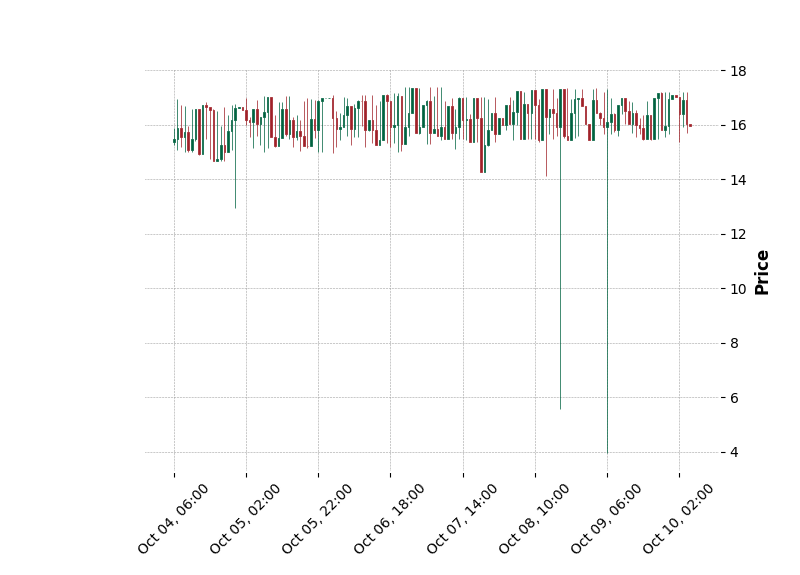 18
16
14
12
10
8
6
4
Price
Oct 04, 06:00
Oct 05, 02:00
Oct 05, 22:00
Oct 06, 18:00
Oct 07, 14:00
Oct 08, 10:00
Oct 09, 06:00
Oct 10, 02:00